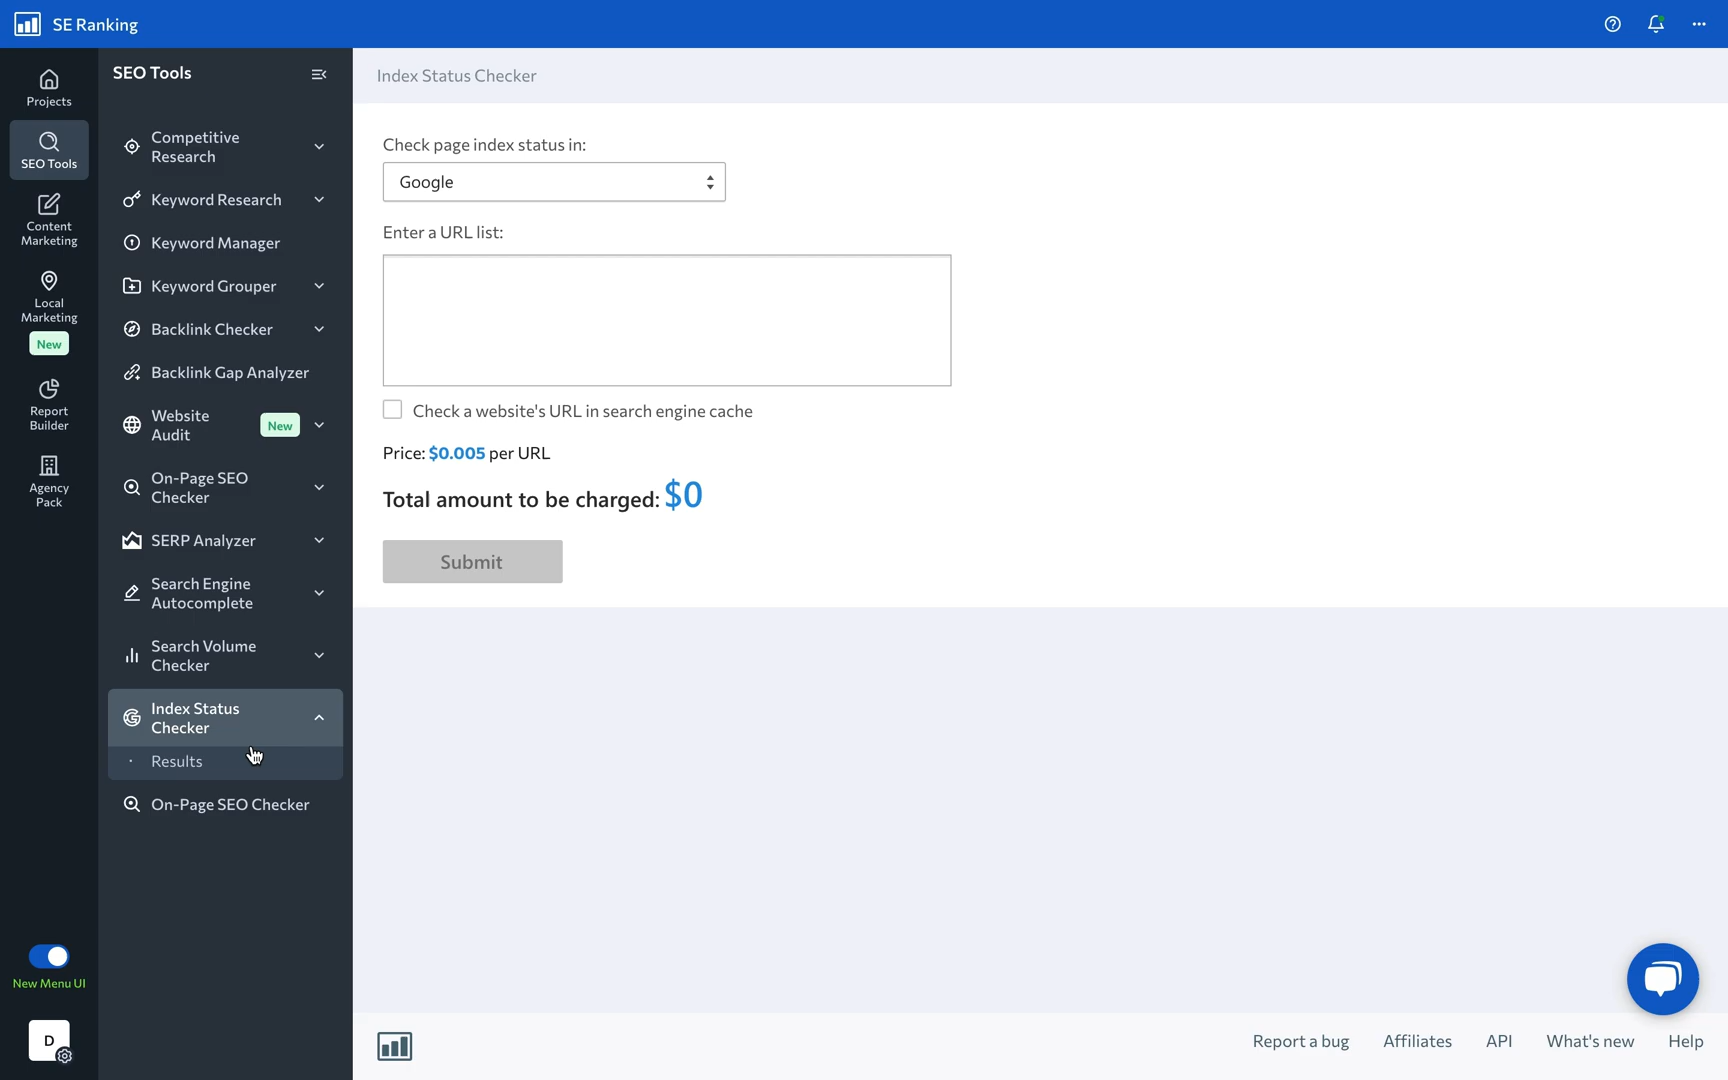 SE Ranking
Projects
SEO Tools
Content
Marketing
Local
Marketing
New
Report
Builder
Agency
Pack
New Menu UI
D
SEO Tools
Competitive
Research
Keyword Research
Keyword Manager
Keyword Grouper
Backlink Checker
Backlink Gap Analyzer
Website
Audit
New
On-Page SEO
Checker
SERP Analyzer
Search Engine
Autocomplete
Search Volume
Checker
Index Status
Checker
Results
On-Page SEO Checker
Index Status Checker
Check page index status in:
Google
Enter a URL list:
Check a website's URL in search engine cache
Price: $0.005 per URL
Total amount to be charged: $0
Submit
Report a bug
Affiliates
API
What's new
Help